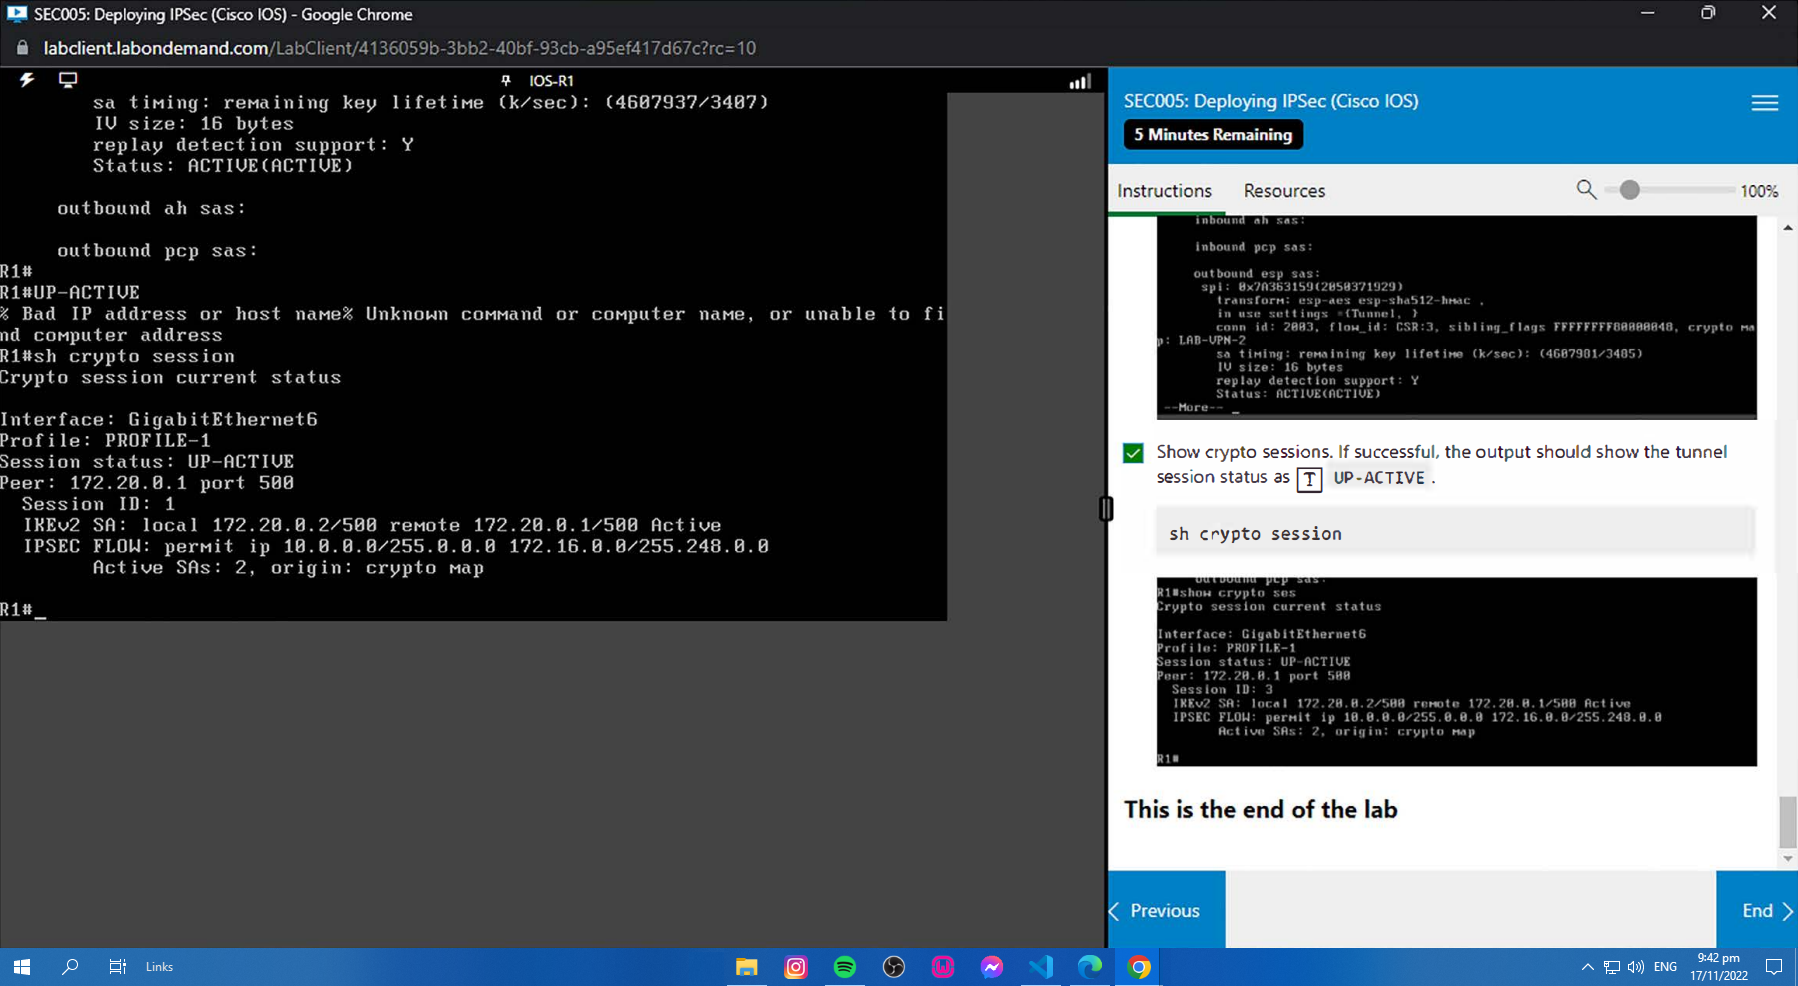 SEC005: Deploying IPSec (Cisco IOS) - Google Chrome
labclient.labondemand.com/LabClient/4136059b-3bb2-40bf-93cb-a95ef417d67c?rc=10
IOS-R1
sa timing: remaining key lifetime (k/sec): (4607937/3407)
IV size: 16 bytes
replay detection support: Y
Status: ACTIVE(ACTIVE)
outbound ah sas:
outbound pcp sas:
R1#
R1#UP-ACTIVE
% Bad IP address or host name% Unknown command or computer name, or unable to fi
nd computer address
R1#sh crypto session
Crypto session current status
Interface: GigabitEthernet6
Profile: PROFILE-1
Session status: UP-ACTIVE
Peer: 172.20.0.1 port 500
Session ID: 1
IKEv2 SA: local 172.20.0.2/500 remote 172.20.0.1/500 Active
IPSEC FLOW: permit ip 10.0.0.0/255.0.0.0 172.16.0.0/255.248.0.0
Active SAs: 2, origin: crypto map
R1#_
SEC005: Deploying IPSec (Cisco IOS)
5 Minutes Remaining
Instructions Resources 100%
inbound ah sas:
inbound pcp sas:
outbound esp sas:
spi: 0x7A363159(2050371929)
transform: esp-aes esp-sha512-hmac ,
in use settings ={Tunnel, }
conn id: 2003, flow_id: CSR:3, sibling_flags FFFFFFFF80000048, crypto ma
p: LAB-VPN-2
sa timing: remaining key lifetime (k/sec): (4607981/3485)
IV size: 16 bytes
replay detection support: Y
Status: ACTIVE(ACTIVE)
--More-- _
Show crypto sessions. If successful, the output should show the tunnel
session status as T UP-ACTIVE.
sh crypto session
outbound pcp sas:
R1#show crypto ses
Crypto session current status
Interface: GigabitEthernet6
Profile: PROFILE-1
Session status: UP-ACTIVE
Peer: 172.20.0.1 port 500
Session ID: 3
IKEv2 SA: local 172.20.0.2/500 remote 172.20.0.1/500 Active
IPSEC FLOW: permit ip 10.0.0.0/255.0.0.0 172.16.0.0/255.248.0.0
Active SAs: 2, origin: crypto map
R1#
This is the end of the lab
Previous
End
Links
ENG
9:42 pm
17/11/2022